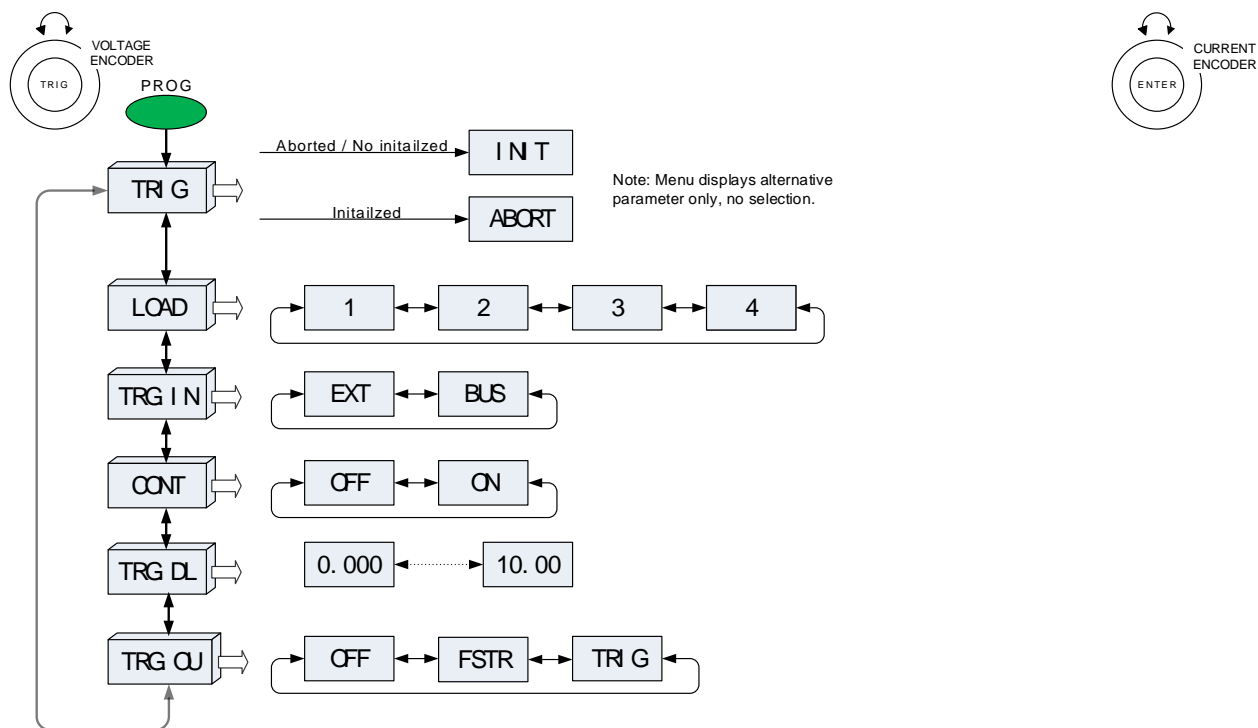 VOLTAGE
ENCODER
TRIG
CURRENT
ENCODER
ENTER
PROG
TRIG
Aborted / No initailzed
INIT
Initailzed
ABORT
Note: Menu displays alternative
parameter only, no selection.
LOAD
1
2
3
4
TRG IN
EXT
BUS
CONT
OFF
ON
TRG DL
0.000
10.00
TRG OU
OFF
FSTR
TRIG